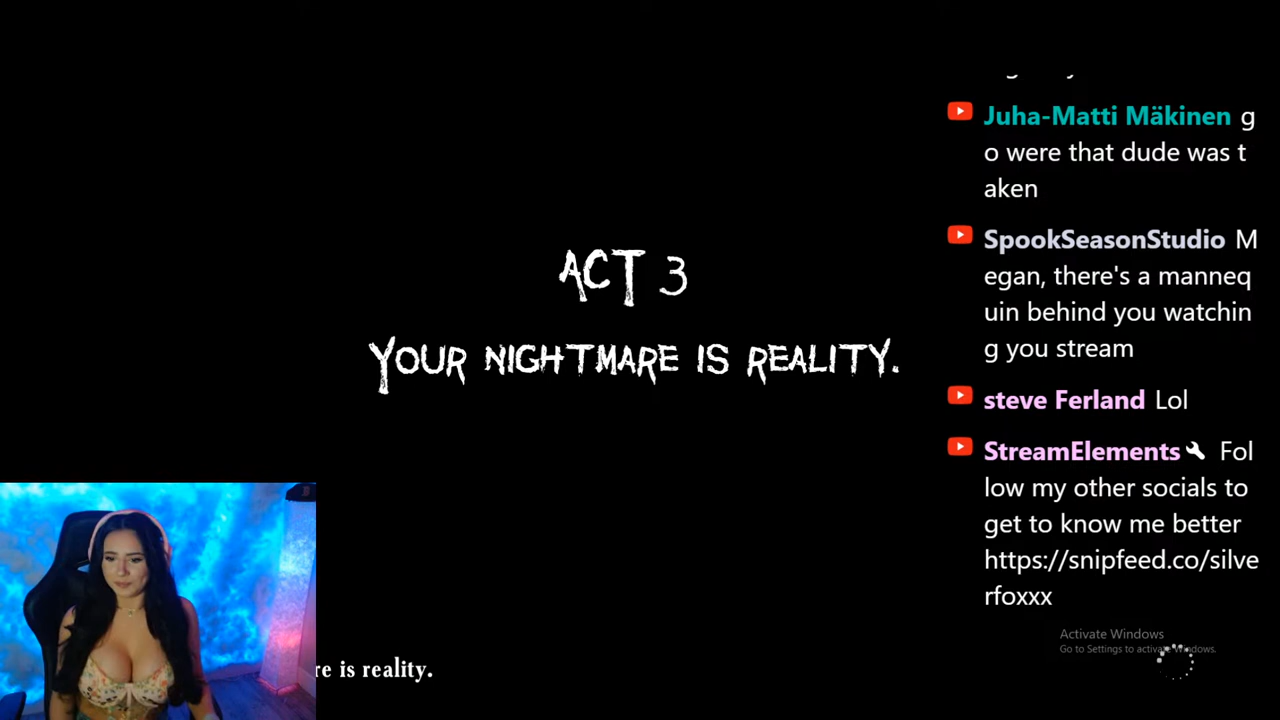 ACT 3
YOUR NIGHTMARE IS REALITY.
re is reality.
Juha-Matti Mäkinen g
o were that dude was t
aken
SpookSeasonStudio M
egan, there's a mannequ
uin behind you watchin
g you stream
steve Ferland Lol
StreamElements Fol
low my other socials to
get to know me better
https://snipfeed.co/silve
rfoxxx
Activate Windows
Go to Settings to activate Windows.